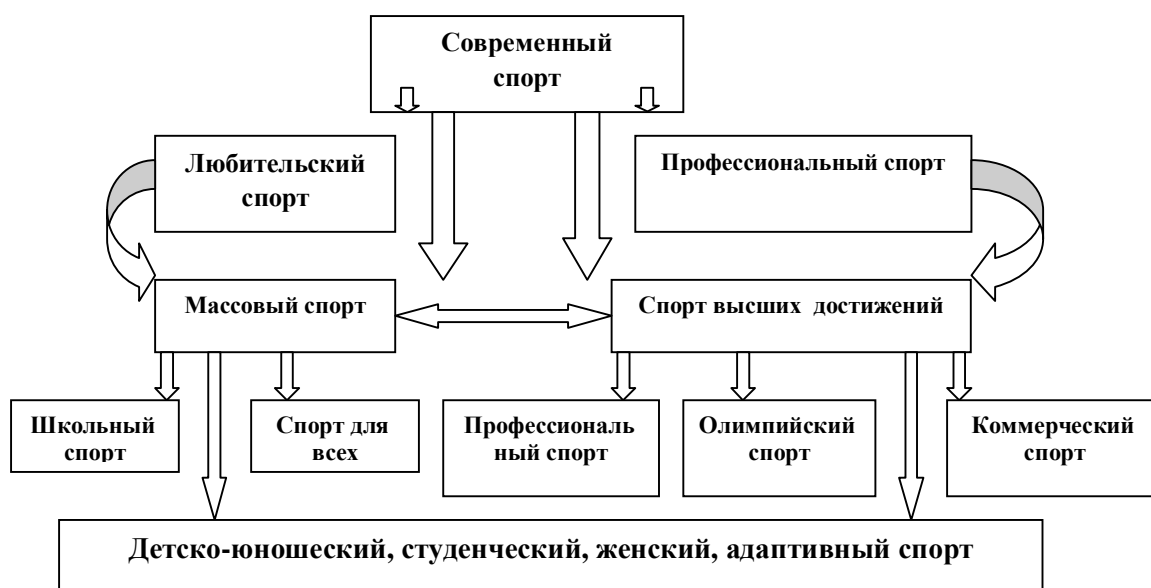 Современный
спорт
Любительский
спорт
Профессиональный спорт
Массовый спорт
Спорт высших достижений
Школьный
спорт
Спорт для
всех
Профессиональ
ный спорт
Олимпийский
спорт
Коммерческий
спорт
Детско-юношеский, студенческий, женский, адаптивный спорт